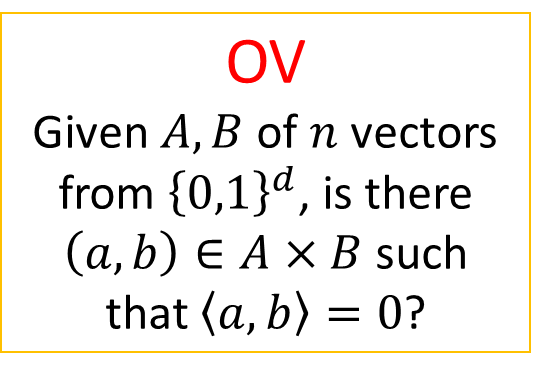 OV
Given A, B of n vectors
from {0,1}ᵈ, is there
(a, b) ∈ A × B such
that ⟨a, b⟩ = 0?